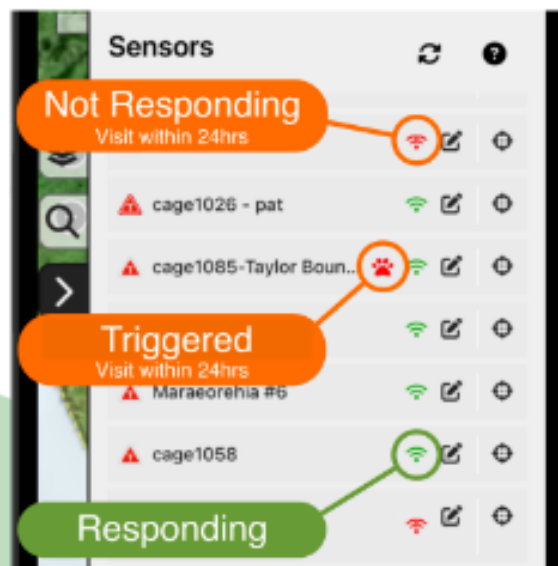 Sensors
Not Responding
Visit within 24hrs
cage1026 - pat
cage1085-Taylor Boun...
Triggered
Visit within 24hrs
Maraeorehia #6
cage1058
Responding